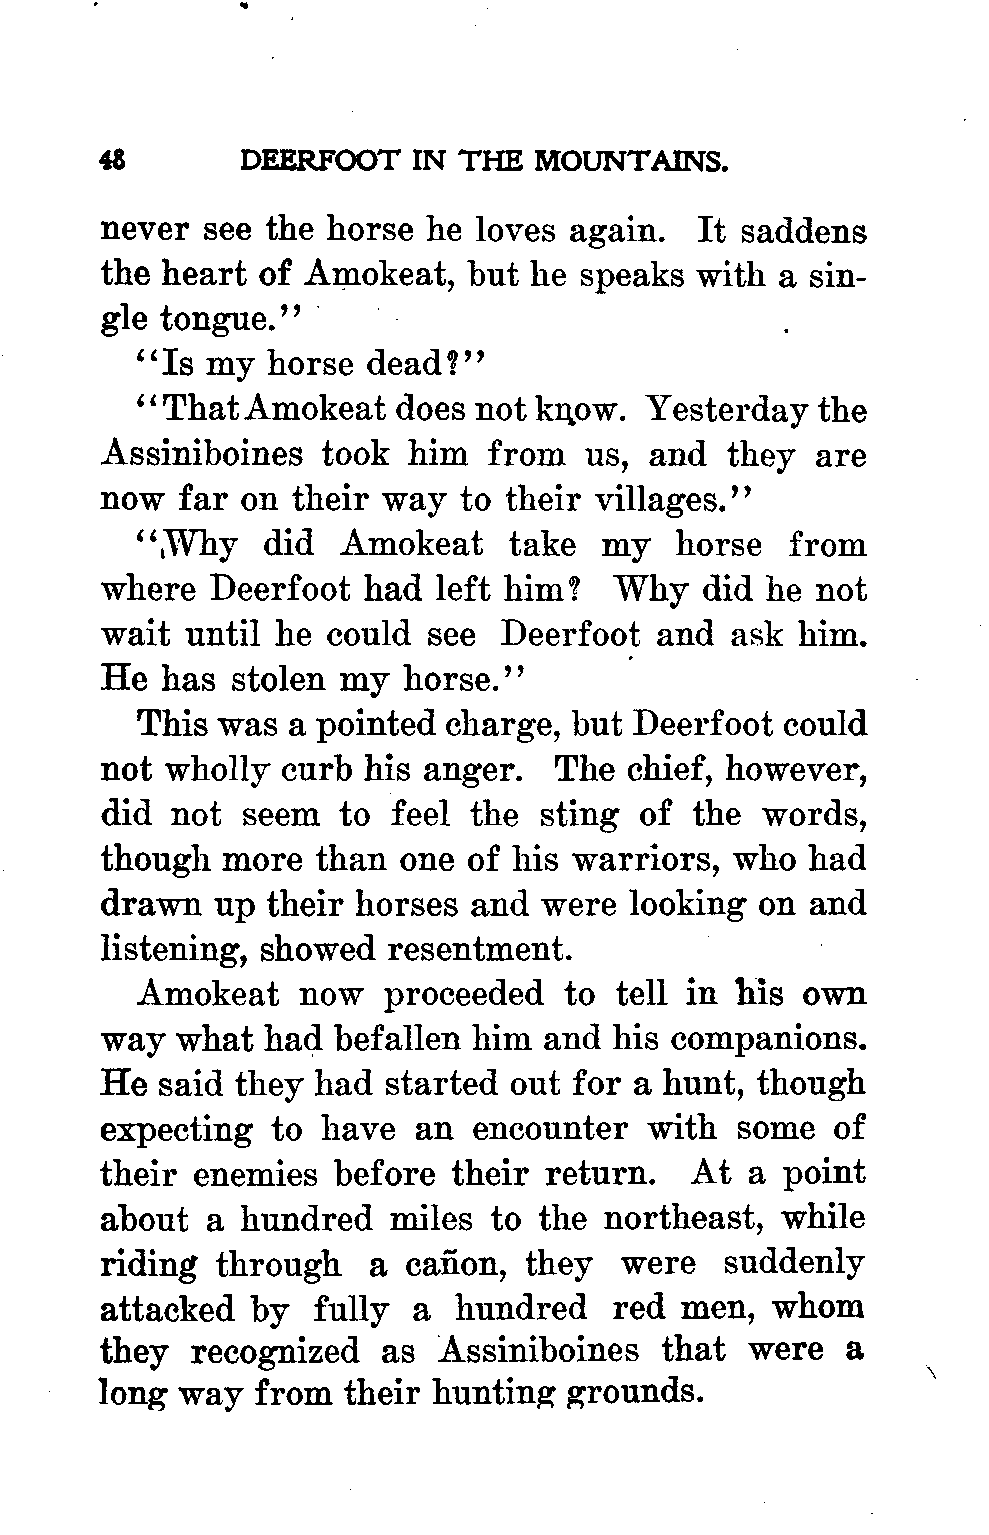 48 DEERFOOT IN THE MOUNTAINS.
never see the horse he loves again. It saddens
the heart of Amokeat, but he speaks with a sin-
gle tongue."
"Is my horse dead?"
"That Amokeat does not know. Yesterday the
Assiniboines took him from us, and they are
now far on their way to their villages."
"Why did Amokeat take my horse from
where Deerfoot had left him? Why did he not
wait until he could see Deerfoot and ask him.
He has stolen my horse."
This was a pointed charge, but Deerfoot could
not wholly curb his anger. The chief, however,
did not seem to feel the sting of the words,
though more than one of his warriors, who had
drawn up their horses and were looking on and
listening, showed resentment.
Amokeat now proceeded to tell in his own
way what had befallen him and his companions.
He said they had started out for a hunt, though
expecting to have an encounter with some of
their enemies before their return. At a point
about a hundred miles to the northeast, while
riding through a cañon, they were suddenly
attacked by fully a hundred red men, whom
they recognized as Assiniboines that were a
long way from their hunting grounds.